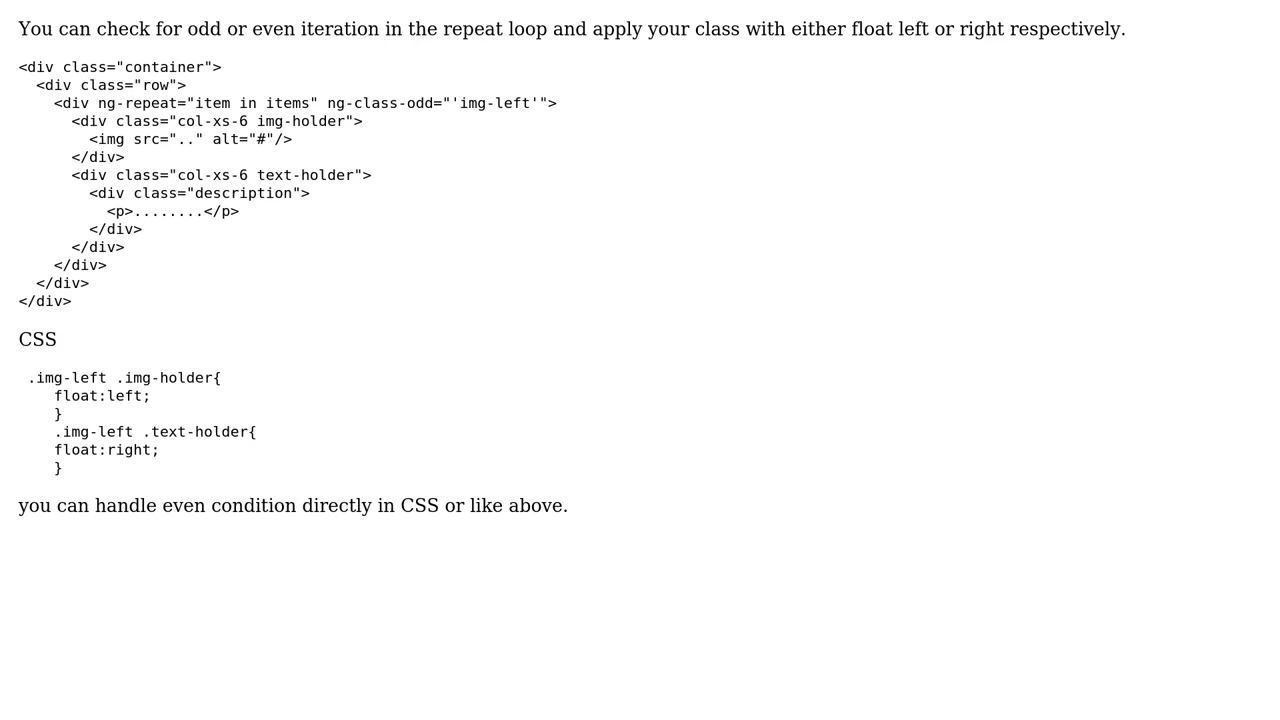 You can check for odd or even iteration in the repeat loop and apply your class with either float left or right respectively.
<div class="container">
  <div class="row">
    <div ng-repeat="item in items" ng-class-odd="'img-left'">
      <div class="col-xs-6 img-holder">
        <img src=".." alt="#"/>
      </div>
      <div class="col-xs-6 text-holder">
        <div class="description">
          <p>........</p>
        </div>
      </div>
    </div>
  </div>
</div>
CSS
 .img-left .img-holder{
    float:left;
    }
    .img-left .text-holder{
    float:right;
    }
you can handle even condition directly in CSS or like above.